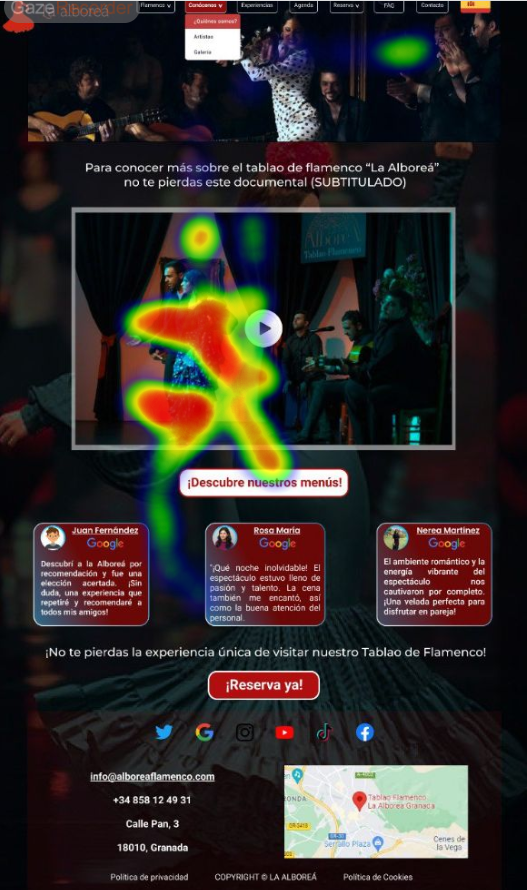 GazeRecorder
la alboreá
Flamenco
Conócenos
Experiencias
Agenda
Reserva
FAQ
Contacto
¿Quiénes somos?
Artistas
Galería
Para conocer más sobre el tablao de flamenco “La Alboreá”
no te pierdas este documental (SUBTITULADO)
AlboreÁ
Tablao Flamenco
¡Descubre nuestros menús!
Juan Fernández
Google
Descubrí a la Alboreá por
recomendación y fue una
elección acertada. ¡Sin
duda, una experiencia que
repetiré y recomendaré a
todos mis amigos!
Rosa María
Google
"¡Qué noche inolvidable! El
espectáculo estuvo lleno de
pasión y talento. La cena
también me encantó, así
como la buena atención del
personal.
Nerea Martínez
Google
El ambiente romántico y la
energía vibrante del
espectáculo nos
cautivaron por completo.
¡Una velada perfecta para
disfrutar en pareja!
¡No te pierdas la experiencia única de visitar nuestro Tablao de Flamenco!
¡Reserva ya!
info@alboreaflamenco.com
+34 858 12 49 31
Calle Pan, 3
18010, Granada
RONDA
Tablao Flamenco
La Alboreá Granada
Serrallo Plaza
Cenes de
la Vega
Política de privacidad
COPYRIGHT © LA ALBOREÁ
Política de Cookies